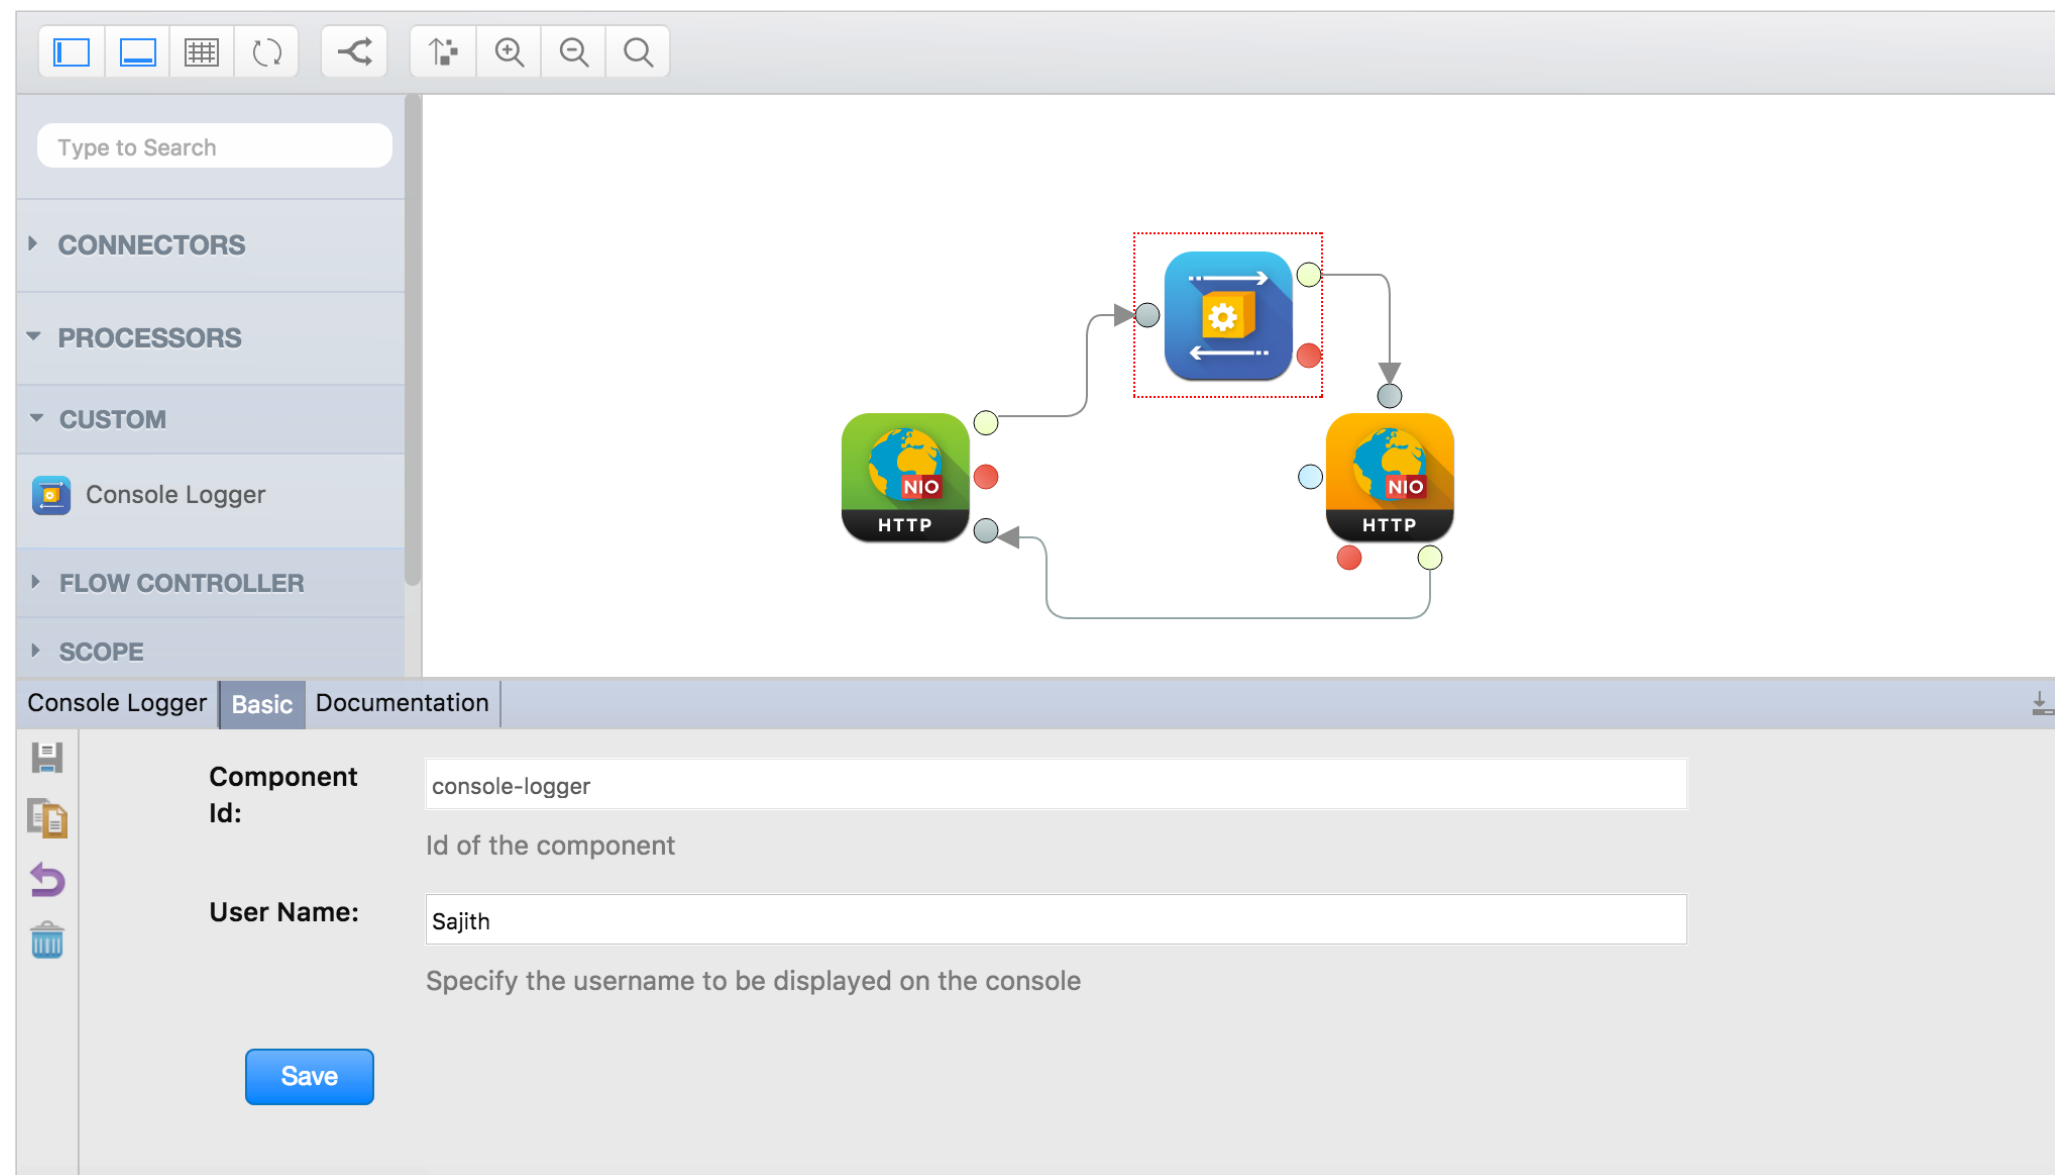 Type to Search
CONNECTORS
PROCESSORS
CUSTOM
Console Logger
FLOW CONTROLLER
SCOPE
NIO
HTTP
NIO
HTTP
Console Logger Basic Documentation
Component
Id:
console-logger
Id of the component
User Name:
Sajith
Specify the username to be displayed on the console
Save